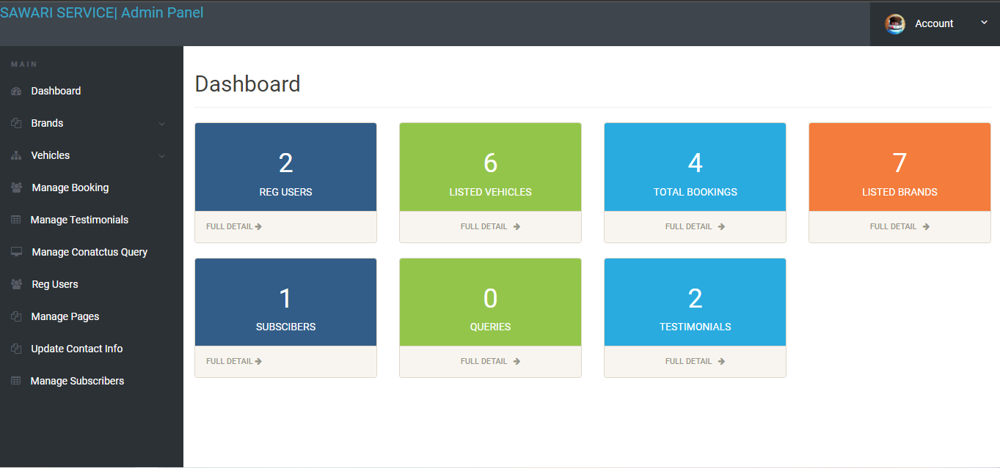 SAWARI SERVICE| Admin Panel
Account
MAIN
Dashboard
Brands
Vehicles
Manage Booking
Manage Testimonials
Manage Conatctus Query
Reg Users
Manage Pages
Update Contact Info
Manage Subscribers
Dashboard
2
REG USERS
FULL DETAIL
6
LISTED VEHICLES
FULL DETAIL
4
TOTAL BOOKINGS
FULL DETAIL
7
LISTED BRANDS
FULL DETAIL
1
SUBSCIBERS
FULL DETAIL
0
QUERIES
FULL DETAIL
2
TESTIMONIALS
FULL DETAIL